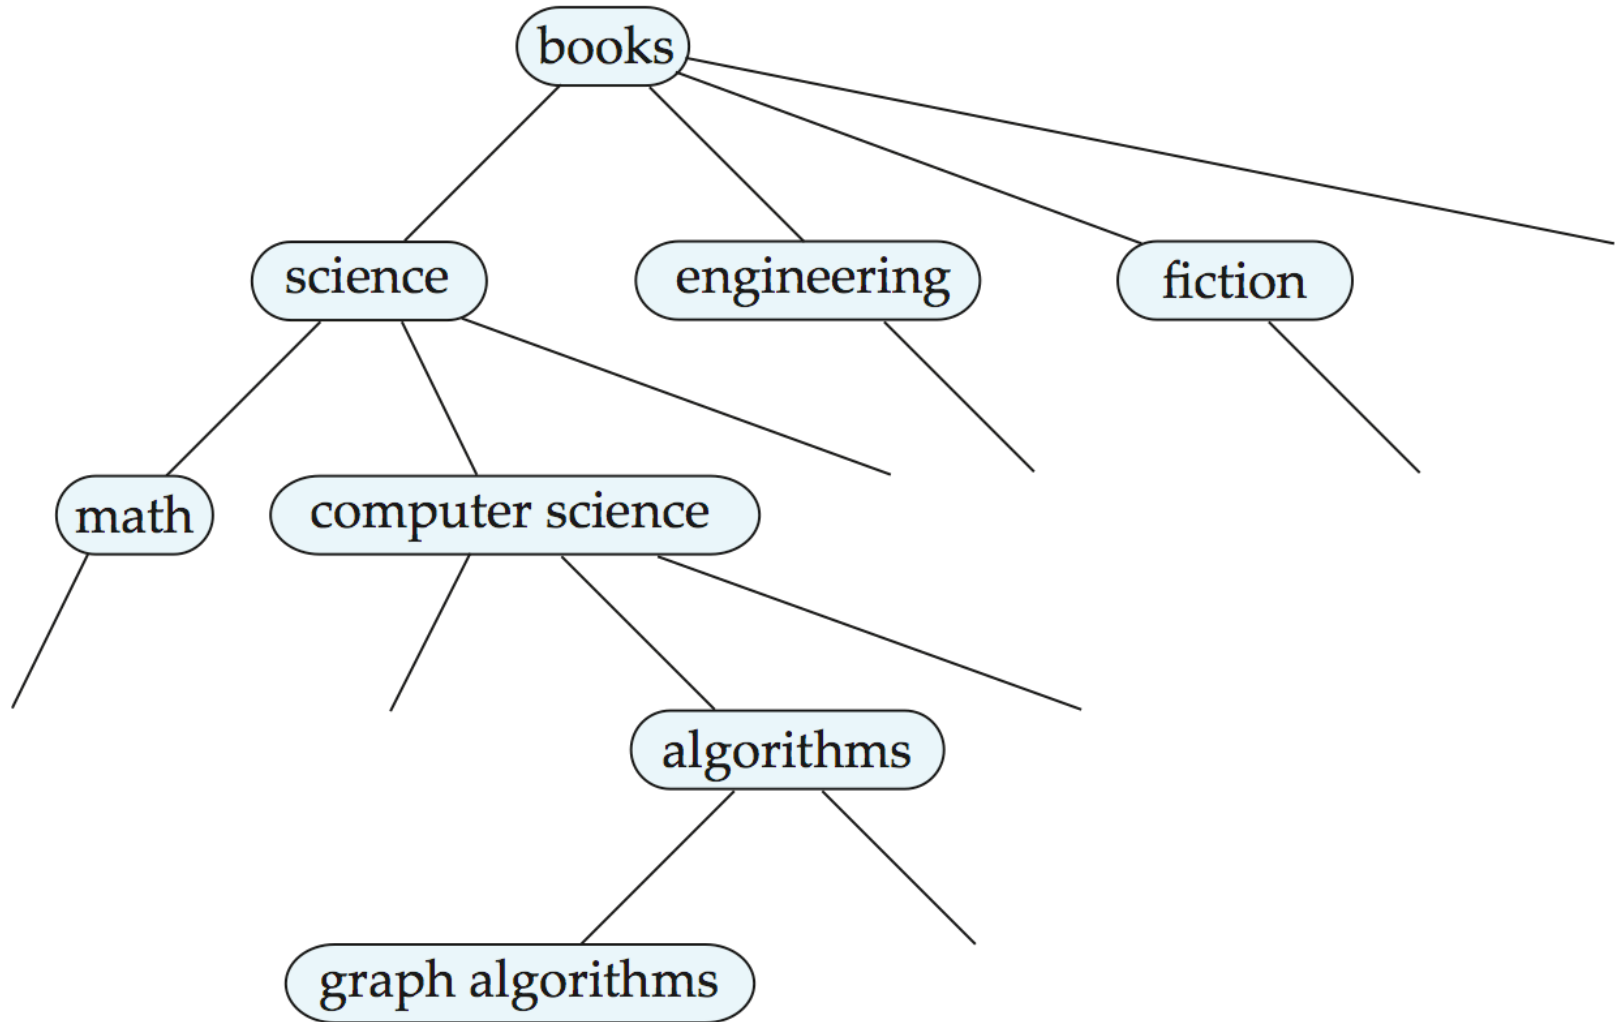 books
science
engineering
fiction
math
computer science
algorithms
graph algorithms